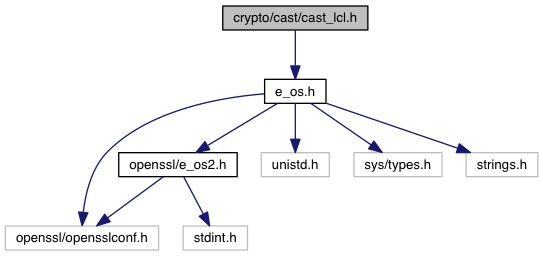 crypto/cast/cast_lcl.h
e_os.h
openssl/e_os2.h
unistd.h
sys/types.h
strings.h
openssl/opensslconf.h
stdint.h